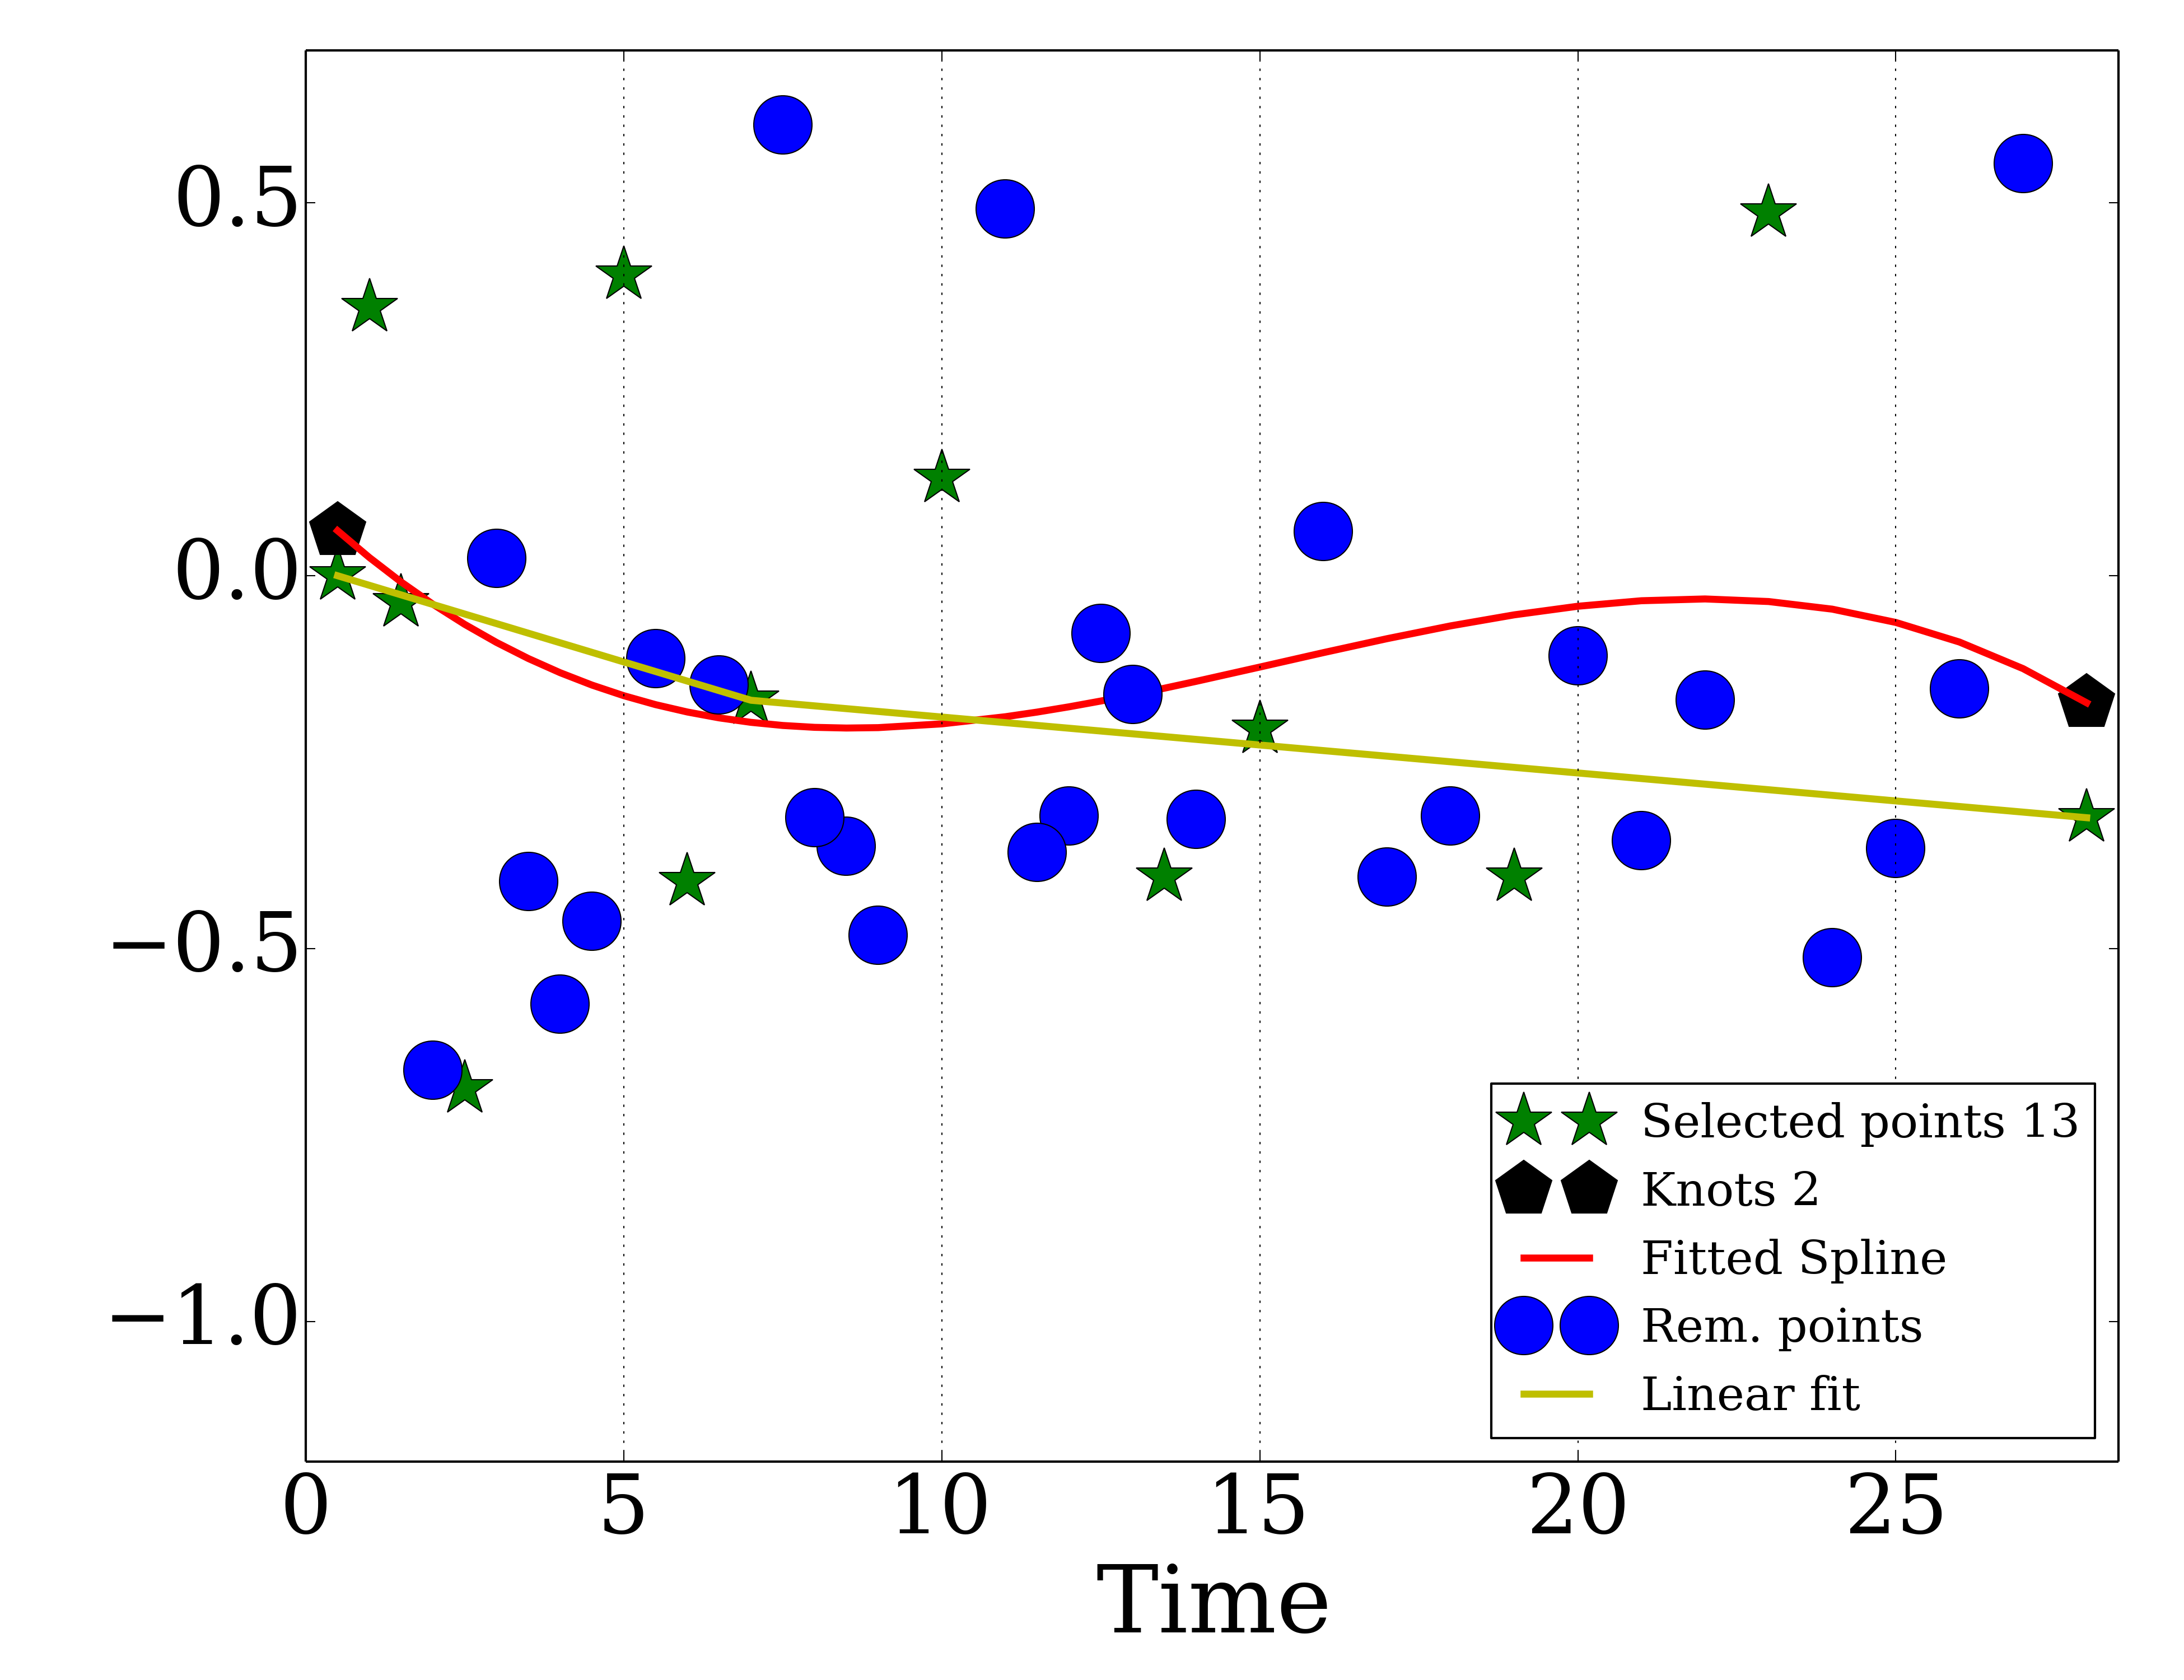 0.5
0.0
−0.5
−1.0
0 5 10 15 20 25
Time
Selected points 13
Knots 2
Fitted Spline
Rem. points
Linear fit